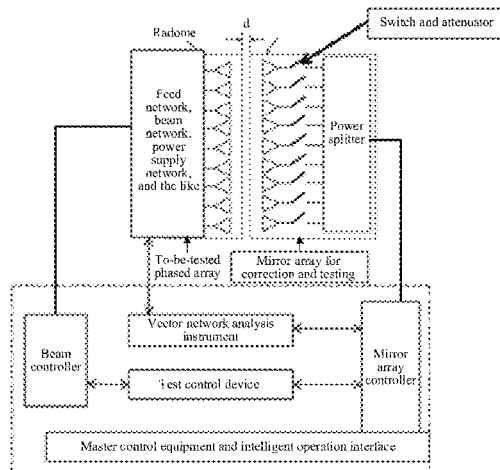 d
Switch and attenuator
Radome
Feed
network,
beam
network,
power
supply
network,
and the like
Power
splitter
To-be-tested
phased array
Mirror array for
correction and testing
Vector network analysis
instrument
Beam
controller
Test control device
Mirror
array
controller
Master control equipment and intelligent operation interface